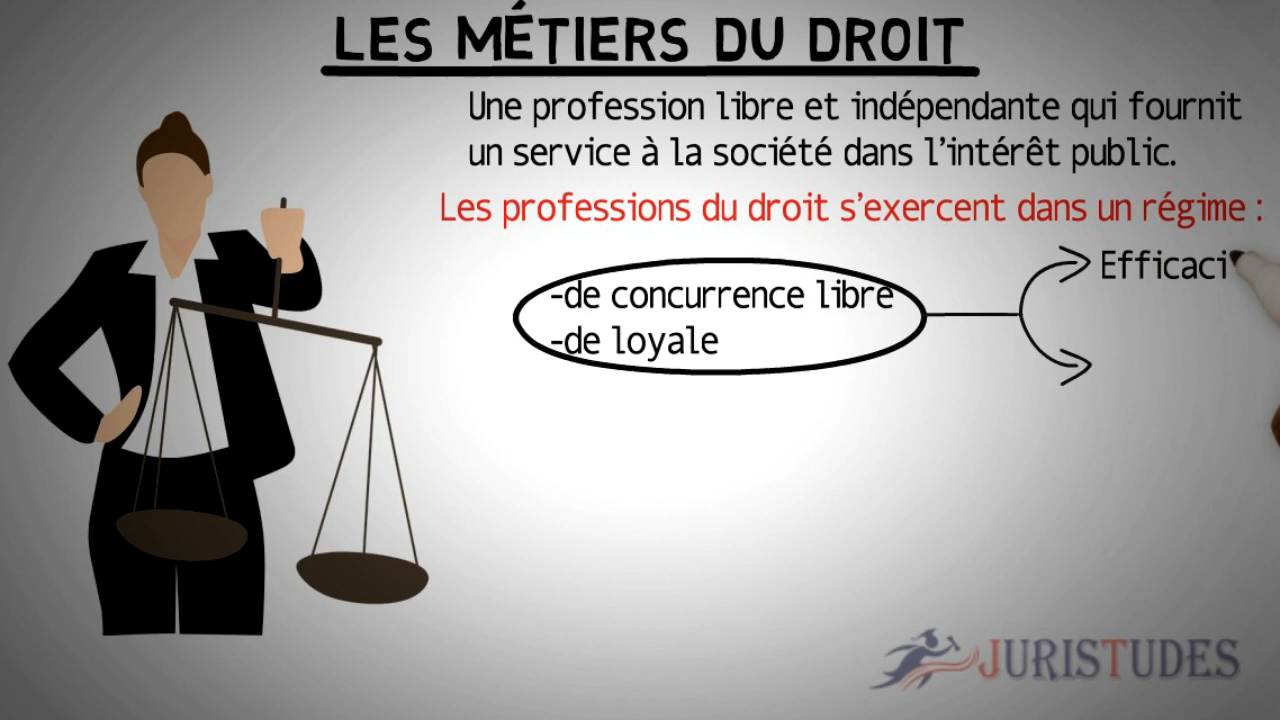 LES MÉTIERS DU DROIT
Une profession libre et indépendante qui fournit
un service à la société dans l'intérêt public.
Les professions du droit s'exercent dans un régime :
Efficaci
-de concurrence libre
-de loyale
JURISTUDES